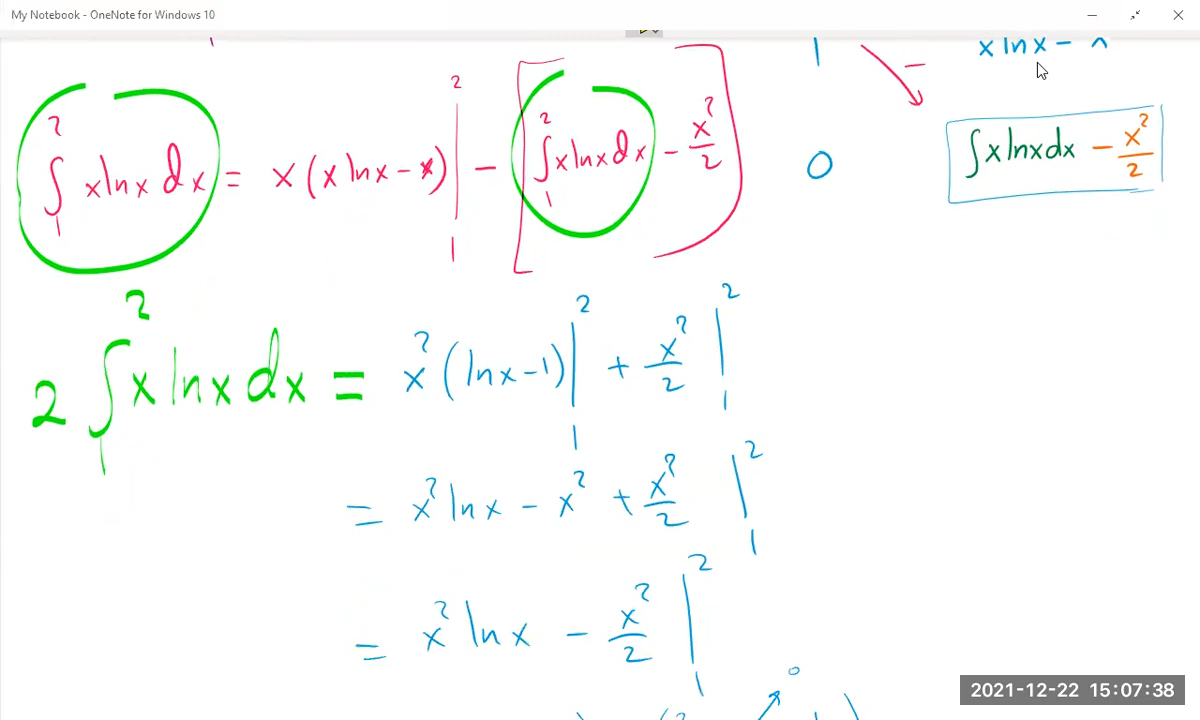 My Notebook - OneNote for Windows 10
x ln x -
∫₁² x ln x dx = x (x ln x - x) |₁² - [ ∫₁² x ln x dx - x²/2 ]
1 -
0
∫ x ln x dx - x²/2
2 ∫₁² x ln x dx = x² (ln x - 1) |₁² + x²/2 |₁²
= x² ln x - x² + x²/2 |₁²
= x² ln x - x²/2 |₁²
0
2021-12-22 15:07:38